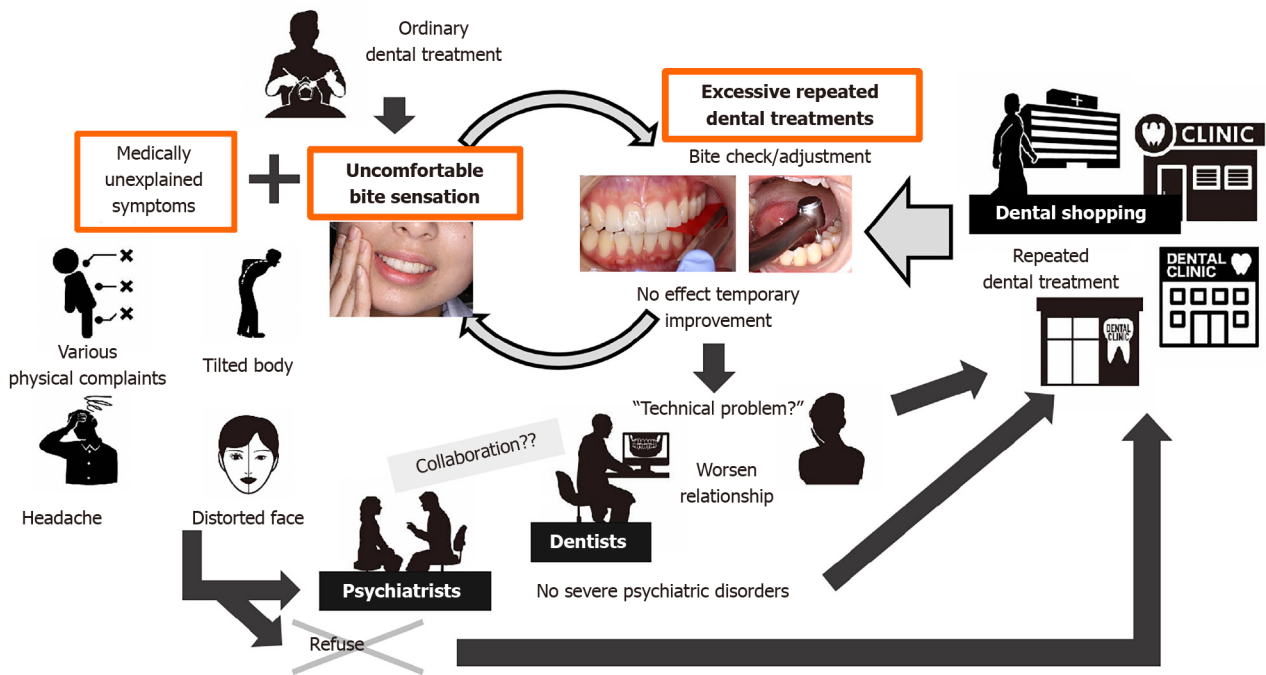 Ordinary
dental treatment
Medically
unexplained
symptoms
Uncomfortable
bite sensation
Excessive repeated
dental treatments
Bite check/adjustment
No effect temporary
improvement
CLINIC
Dental shopping
Repeated
dental treatment
DENTAL
CLINIC
DENTAL
CLINIC
Various
physical complaints
Tilted body
Headache
Distorted face
“Technical problem?”
Worsen
relationship
Collaboration??
Dentists
Psychiatrists
No severe psychiatric disorders
Refuse